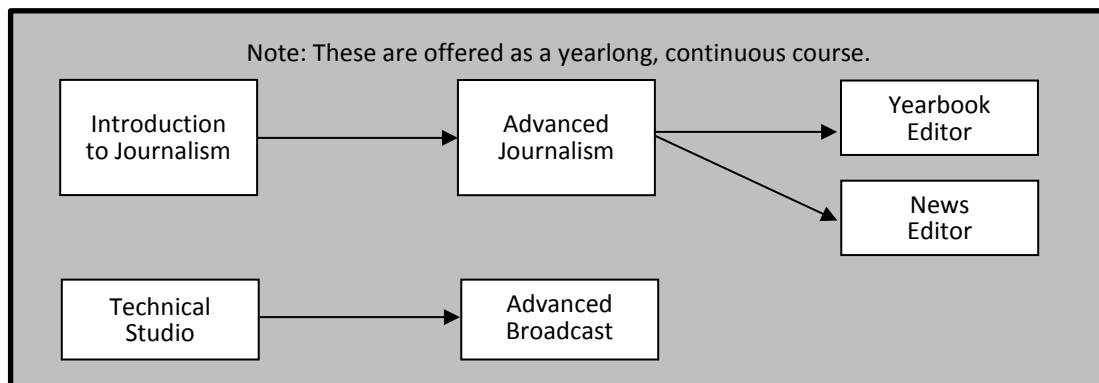 Note: These are offered as a yearlong, continuous course.
Introduction
to Journalism
Advanced
Journalism
Yearbook
Editor
News
Editor
Technical
Studio
Advanced
Broadcast